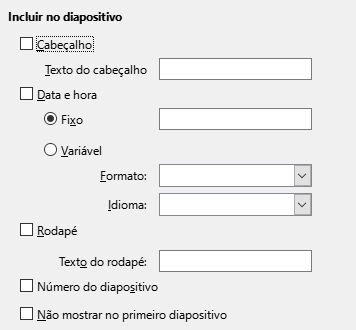 Incluir no diapositivo
Cabeçalho
Texto do cabeçalho
Data e hora
Fixo
Variável
Formato:
Idioma:
Rodapé
Texto do rodapé:
Número do diapositivo
Não mostrar no primeiro diapositivo